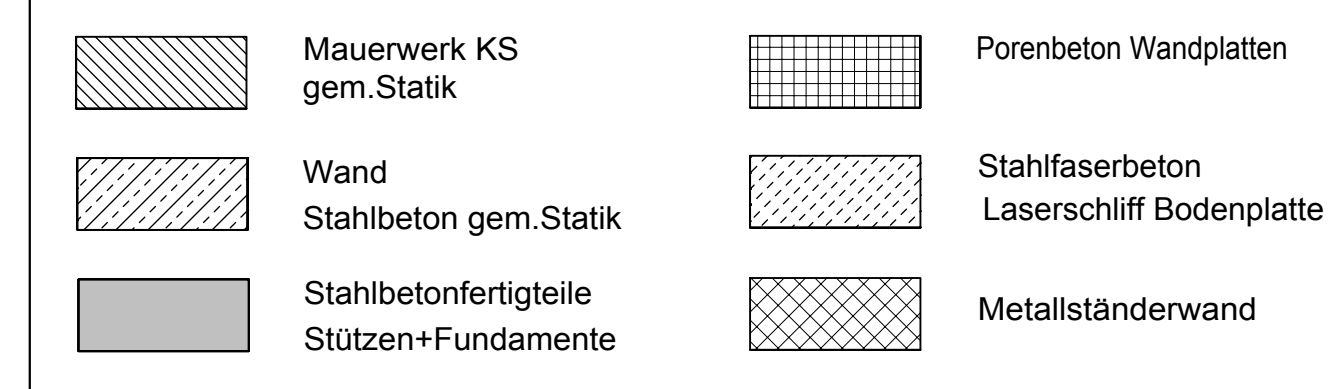 Mauerwerk KS
gem.Statik
Wand
Stahlbeton gem.Statik
Stahlbetonfertigteile
Stützen+Fundamente
Porenbeton Wandplatten
Stahlfaserbeton
Laserschliff Bodenplatte
Metallständerwand